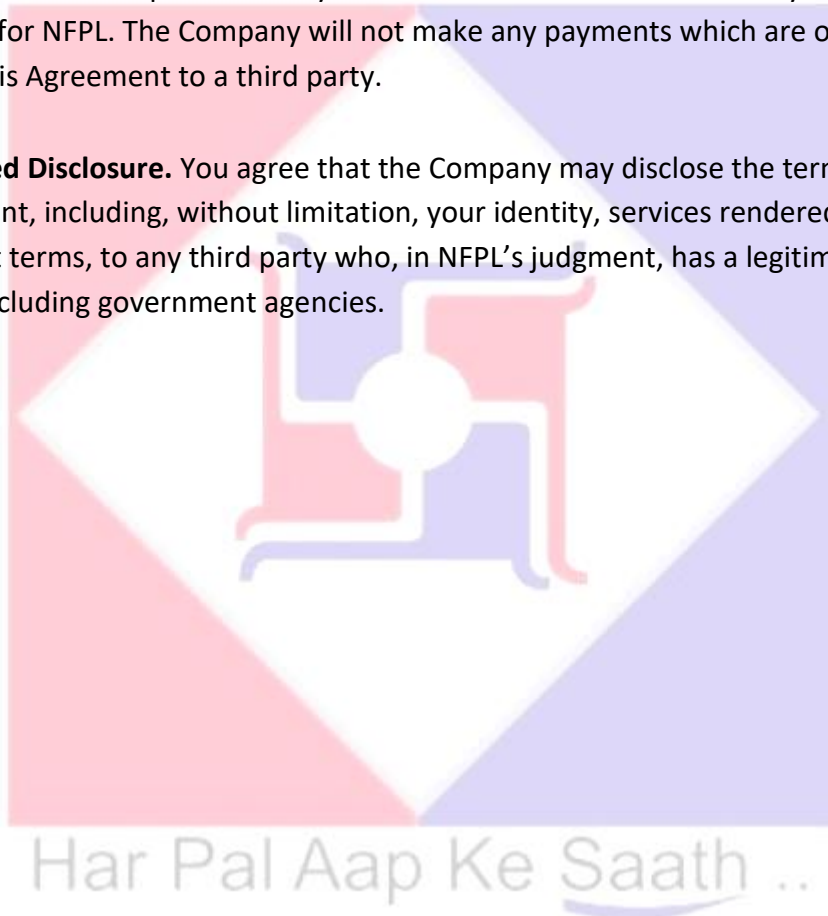 for NFPL. The Company will not make any payments which are o
is Agreement to a third party.
ed Disclosure. You agree that the Company may disclose the ter
nt, including, without limitation, your identity, services rendered
t terms, to any third party who, in NFPL's judgment, has a legitim
cluding government agencies.
Har Pal Aap Ke Saath ..